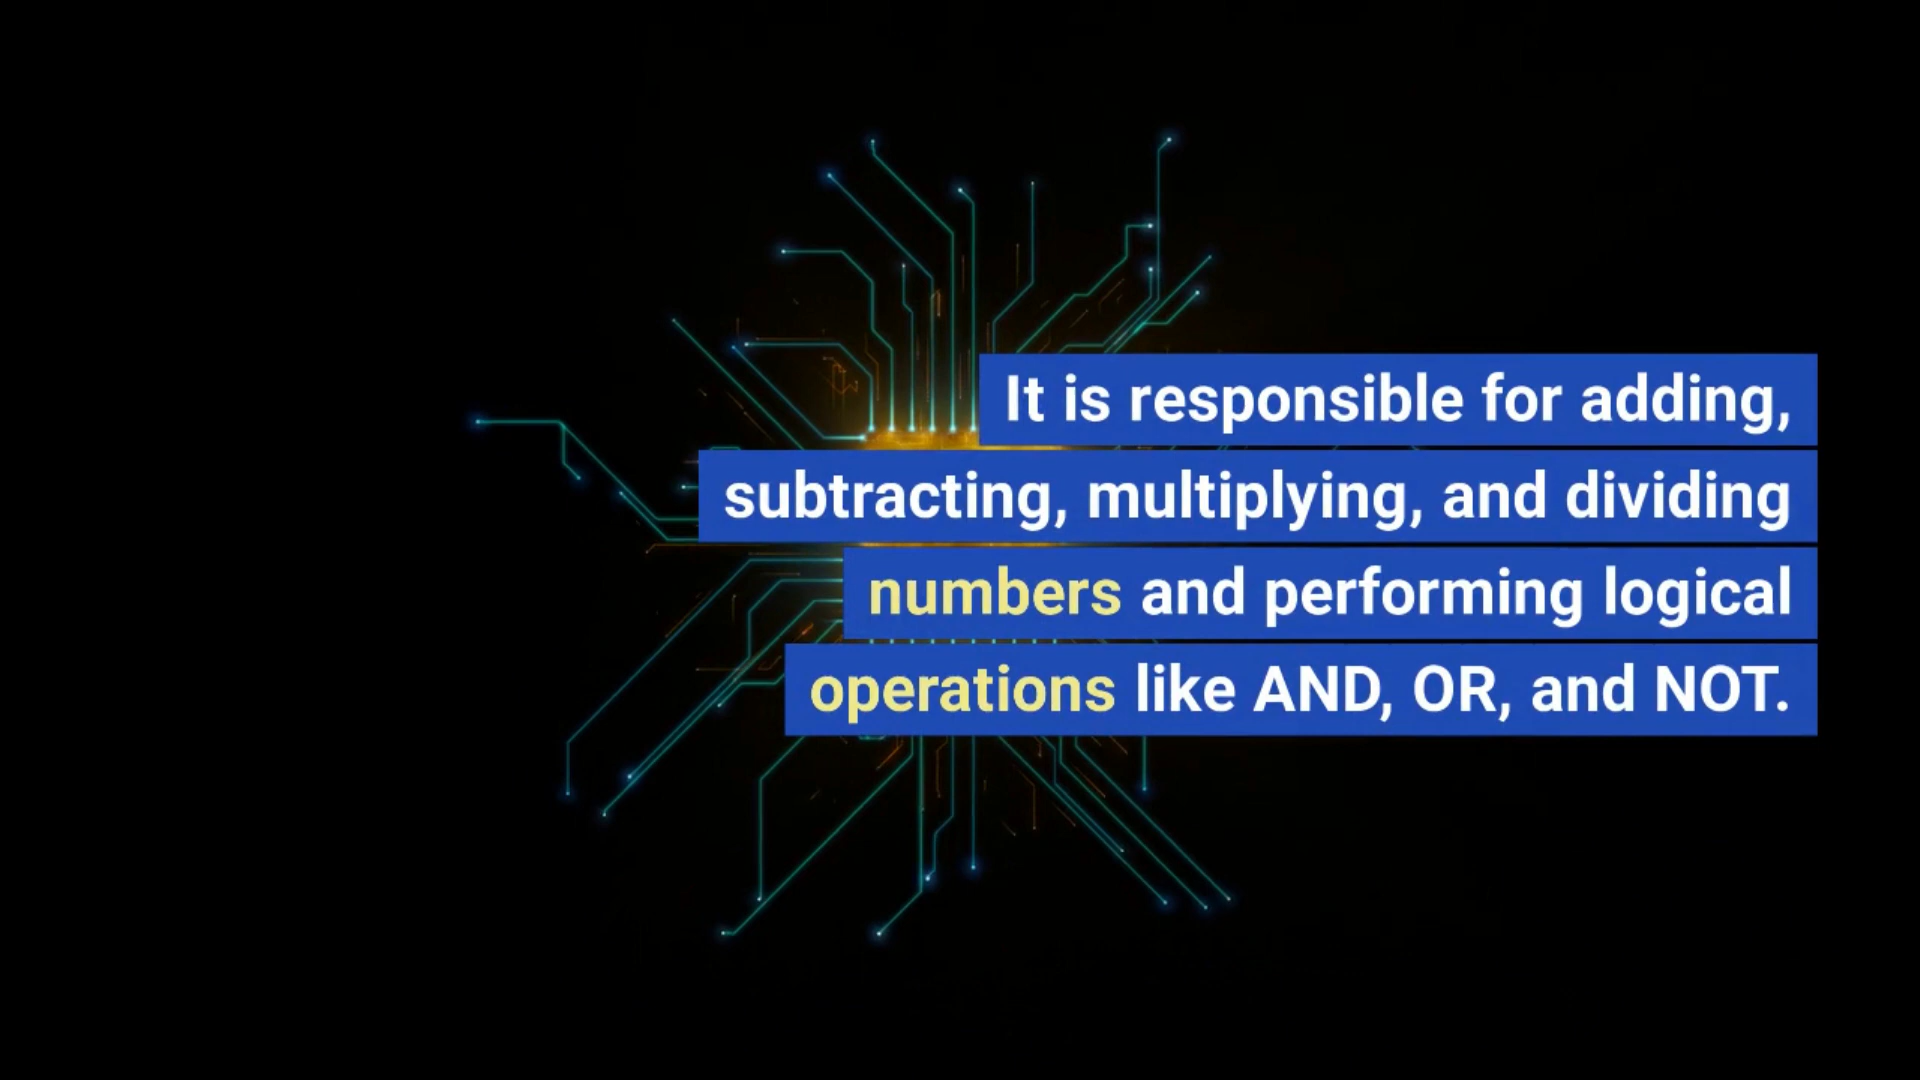 It is responsible for adding,
subtracting, multiplying, and dividing
numbers and performing logical
operations like AND, OR, and NOT.